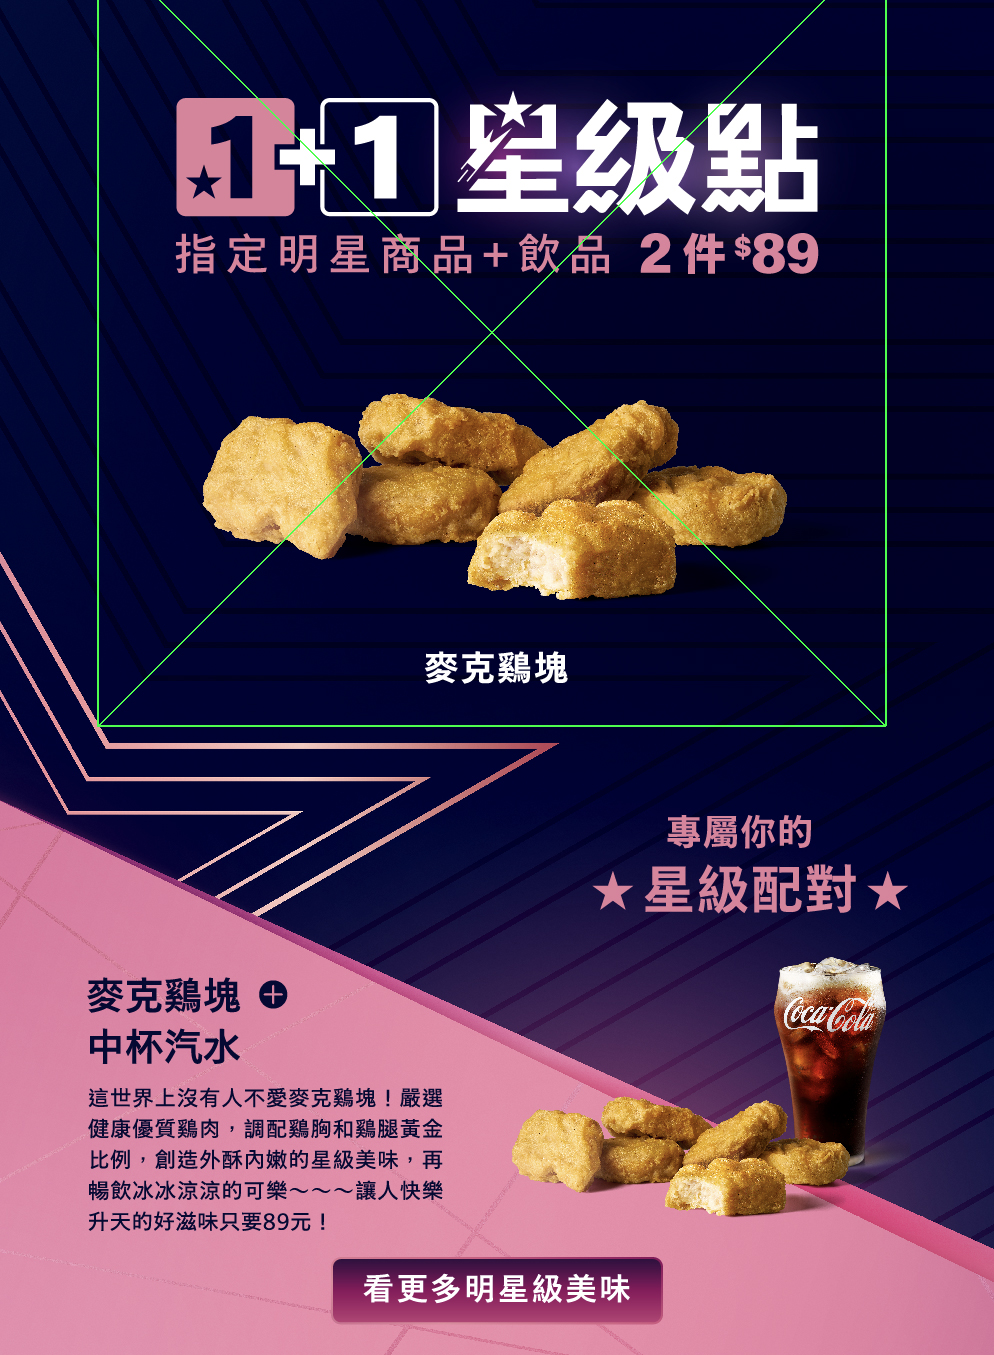 1+1 星級點
指定明星商品+飲品 2件$89
麥克鷄塊
專屬你的
★星級配對★
Coca-Cola
麥克鷄塊 ⊕
中杯汽水
這世界上沒有人不愛麥克鷄塊！嚴選
健康優質鷄肉，調配鷄胸和鷄腿黃金
比例，創造外酥內嫩的星級美味，再
暢飲冰冰涼涼的可樂～～～讓人快樂
升天的好滋味只要89元！
看更多明星級美味